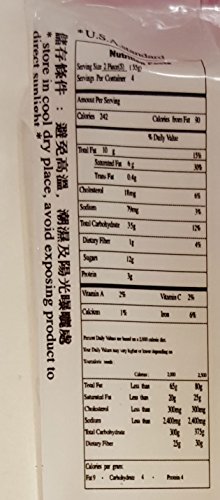 * U.S.A. standard
Nutrition Facts
Serving Size 2 Piece(S) ( 55g)
Servings Per Container 4
Amount Per Serving
Calories 242 Calories from Fat 90
% Daily Value
Total Fat 10 g 15%
Saturated Fat 6 g 30%
Trans Fat 0.4g
Cholesterol 18mg 6%
Sodium 79mg 3%
Total Carbohydrate 35g 12%
Dietary Fiber 1g 4%
Sugars 12g
Protein 3g
Vitamin A 2% Vitamin C 2%
Calcium 1% Iron 6%
Percent Daily Values are based on a 2,000 calorie diet.
Your Daily Values may vary higher or lower depending on
Your calorie needs :
Calories : 2,000 2,500
Total Fat Less than 65g 80g
Saturated Fat Less than 20g 25g
Cholesterol Less than 300mg 300mg
Sodium Less than 2,400mg 2,400mg
Total Carbohydrate 300g 375g
Dietary Fiber 25g 30g
Calories per gram:
Fat 9 · Carbohydrate 4 · Protein 4
儲存條件：避免高溫，潮濕及陽光曝曬處
* store in cool dry place, avoid exposing product to
direct sunlight *